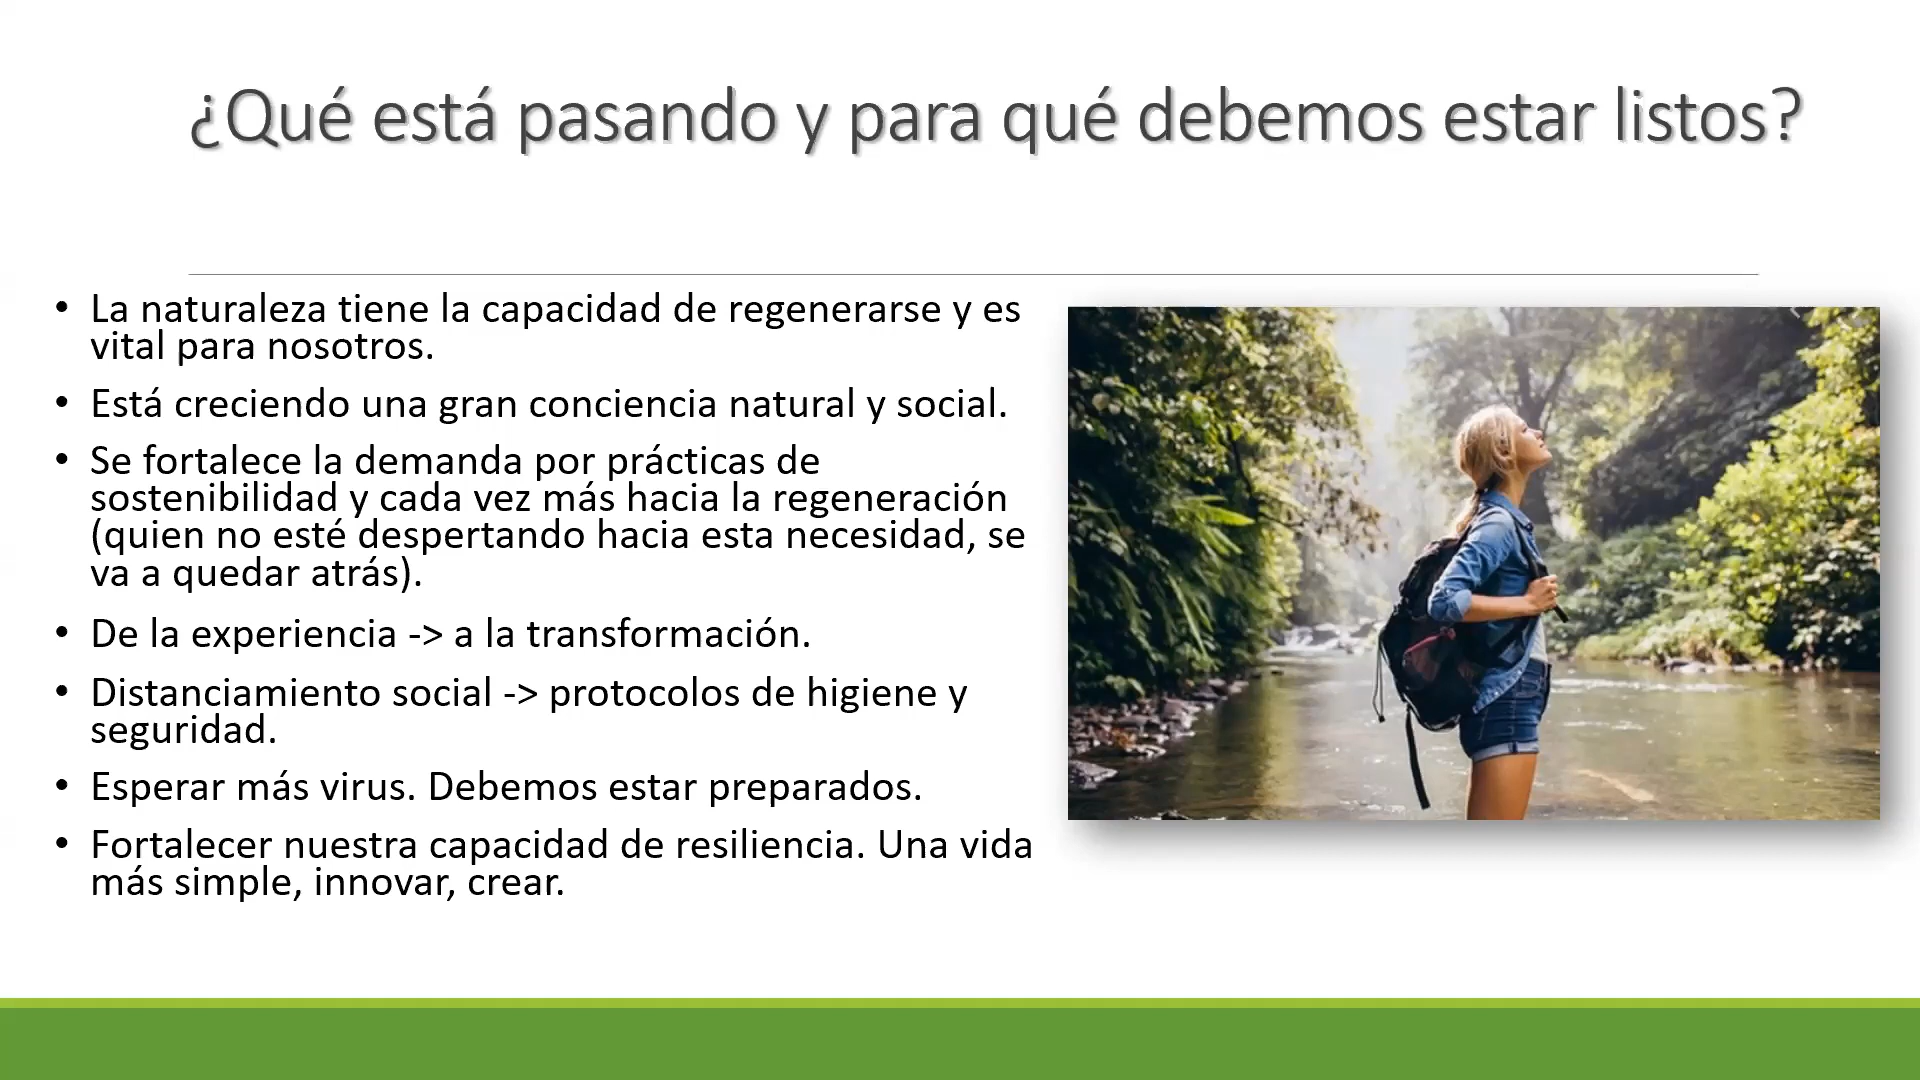 ¿Qué está pasando y para qué debemos estar listos?
• La naturaleza tiene la capacidad de regenerarse y es
vital para nosotros.
• Está creciendo una gran conciencia natural y social.
• Se fortalece la demanda por prácticas de
sostenibilidad y cada vez más hacia la regeneración
(quien no esté despertando hacia esta necesidad, se
va a quedar atrás).
• De la experiencia -> a la transformación.
• Distanciamiento social -> protocolos de higiene y
seguridad.
• Esperar más virus. Debemos estar preparados.
• Fortalecer nuestra capacidad de resiliencia. Una vida
más simple, innovar, crear.